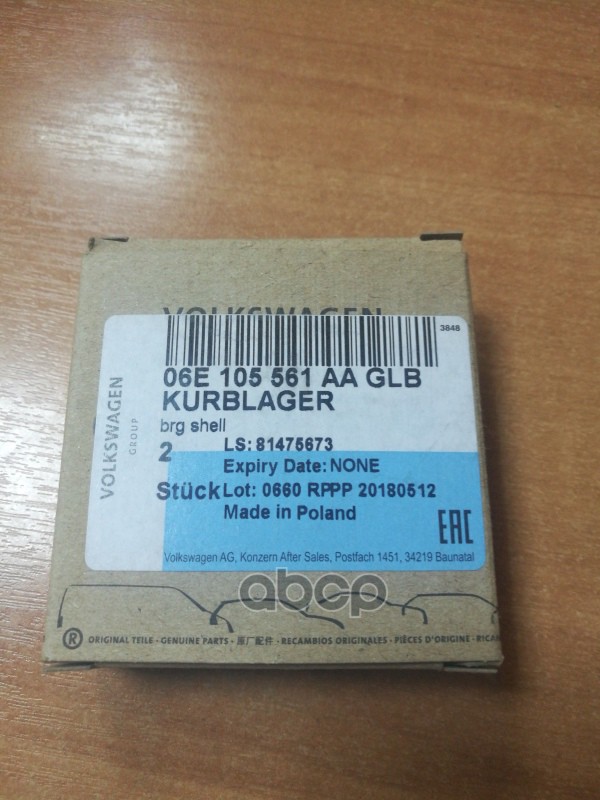 VOLKSWAGEN
3848
06E 105 561 AA GLB
KURBLAGER
brg shell
2
LS: 81475673
Expiry Date: NONE
Stück
Lot: 0660 RPPP 20180512
Made in Poland
EAC
Volkswagen AG, Konzern After Sales, Postfach 1451, 34219 Baunatal
VOLKSWAGEN
GROUP
abcp
® ORIGINAL TEILE - GENUINE PARTS - 原厂配件 - RECAMBIOS ORIGINALES - PIÈCES D'ORIGINE - RICAM